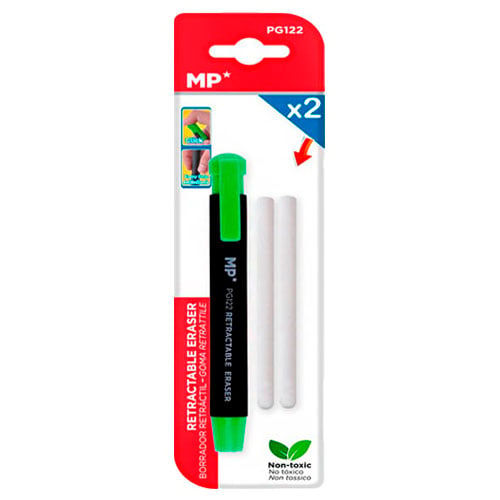 PG122
MP*
x2
MP*
PG122 RETRACTABLE ERASER
RETRACTABLE ERASER
BORRADOR RETRÁCTIL – GOMA RETRATTILE
Non-toxic
No tóxico
Non tossico